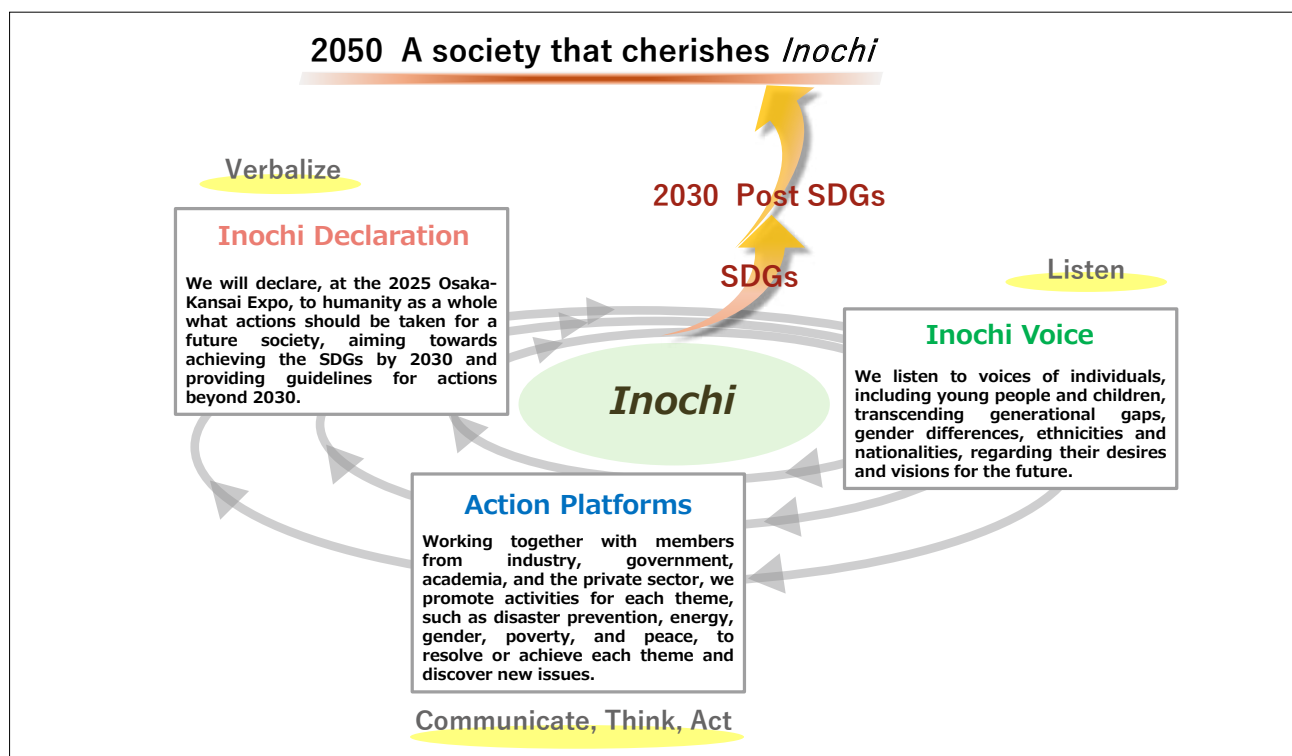 2050 A society that cherishes Inochi
2030 Post SDGs
SDGs
Verbalize
Inochi Declaration
We will declare, at the 2025 Osaka-
Kansai Expo, to humanity as a whole
what actions should be taken for a
future society, aiming towards
achieving the SDGs by 2030 and
providing guidelines for actions
beyond 2030.
Listen
Inochi Voice
We listen to voices of individuals,
including young people and children,
transcending generational gaps,
gender differences, ethnicities and
nationalities, regarding their desires
and visions for the future.
Inochi
Action Platforms
Working together with members
from industry, government,
academia, and the private sector, we
promote activities for each theme,
such as disaster prevention, energy,
gender, poverty, and peace, to
resolve or achieve each theme and
discover new issues.
Communicate, Think, Act